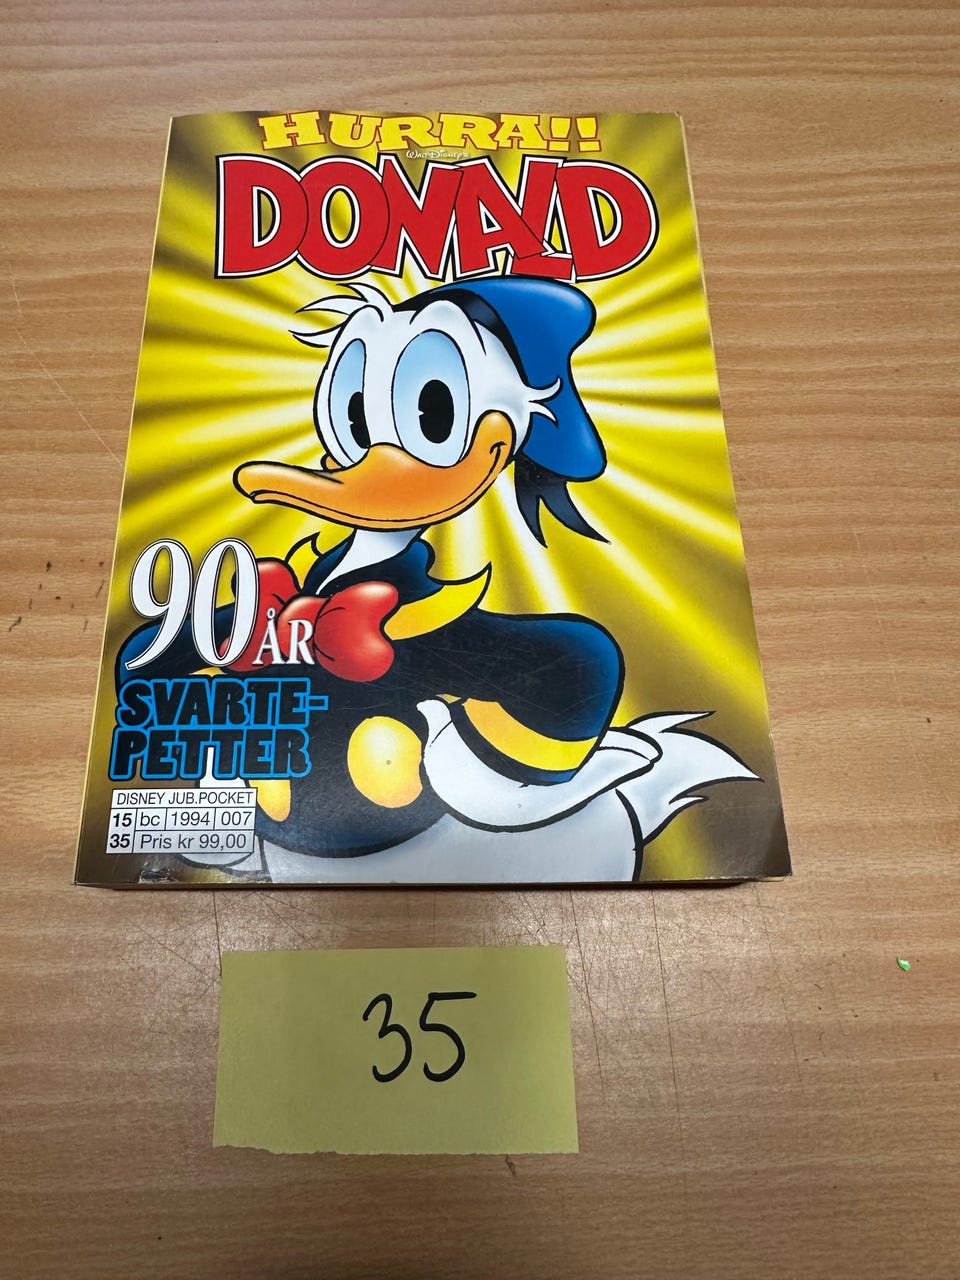 HURRA!!
WALT DISNEY'S
DONALD
90 ÅR
SVARTE-
PETTER
DISNEY JUB.POCKET
15 bc 1994 007
35 Pris kr 99,00
35